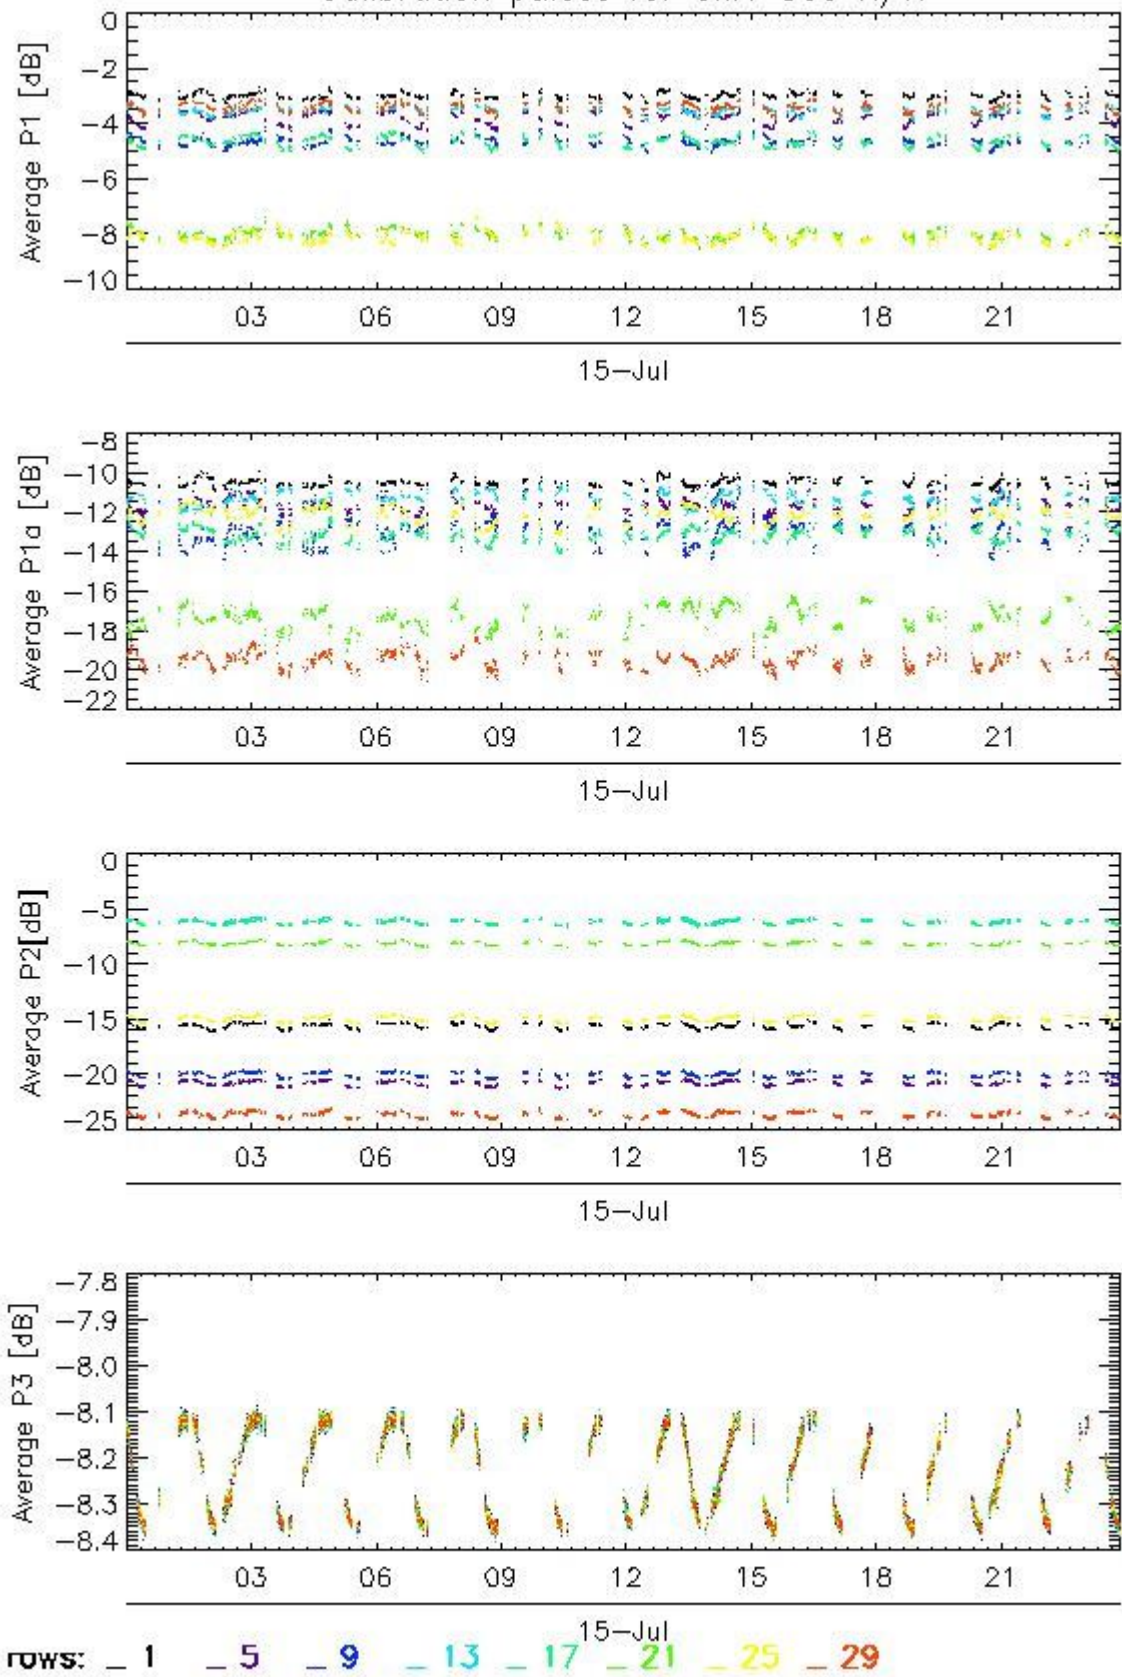 0
−2
−4
−6
−8
−10
Average P1 [dB]
03 06 09 12 15 18 21
15−Jul
−8
−10
−12
−14
−16
−18
−20
−22
Average P1a [dB]
03 06 09 12 15 18 21
15−Jul
0
−5
−10
−15
−20
−25
Average P2[dB]
03 06 09 12 15 18 21
15−Jul
−7.8
−7.9
−8.0
−8.1
−8.2
−8.3
−8.4
Average P3 [dB]
03 06 09 12 15 18 21
15−Jul
rows: _ 1 _ 5 _ 9 _ 13 _ 17 _ 21 _ 25 _ 29